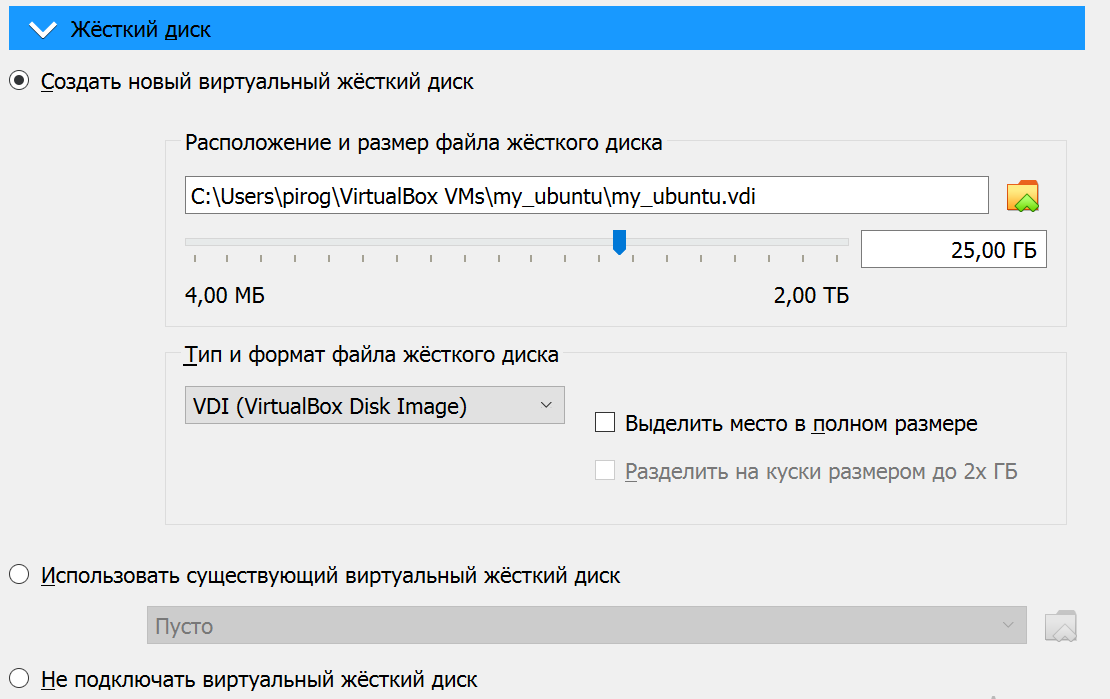 Жёсткий диск
Создать новый виртуальный жёсткий диск
Расположение и размер файла жёсткого диска
C:\Users\pirog\VirtualBox VMs\my_ubuntu\my_ubuntu.vdi
25,00 ГБ
4,00 МБ 2,00 ТБ
Тип и формат файла жёсткого диска
VDI (VirtualBox Disk Image)
Выделить место в полном размере
Разделить на куски размером до 2х ГБ
Использовать существующий виртуальный жёсткий диск
Пусто
Не подключать виртуальный жёсткий диск